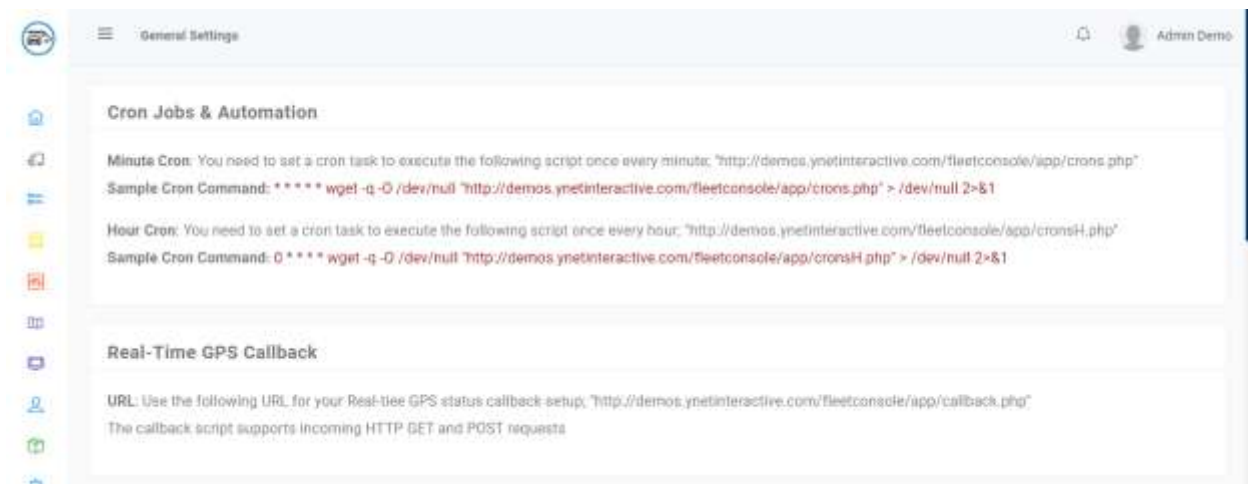 General Settings
Admin Demo
Cron Jobs & Automation
Minute Cron: You need to set a cron task to execute the following script once every minute; "http://demos.ynetinteractive.com/fleetconsole/app/crons.php"
Sample Cron Command: * * * * * wget -q -O /dev/null "http://demos.ynetinteractive.com/fleetconsole/app/crons.php" > /dev/null 2>&1
Hour Cron: You need to set a cron task to execute the following script once every hour; "http://demos.ynetinteractive.com/fleetconsole/app/cronsH.php"
Sample Cron Command: 0 * * * * wget -q -O /dev/null "http://demos.ynetinteractive.com/fleetconsole/app/cronsH.php" > /dev/null 2>&1
Real-Time GPS Callback
URL: Use the following URL for your Real-tiee GPS status callback setup; "http://demos.ynetinteractive.com/fleetconsole/app/callback.php"
The callback script supports incoming HTTP GET and POST requests